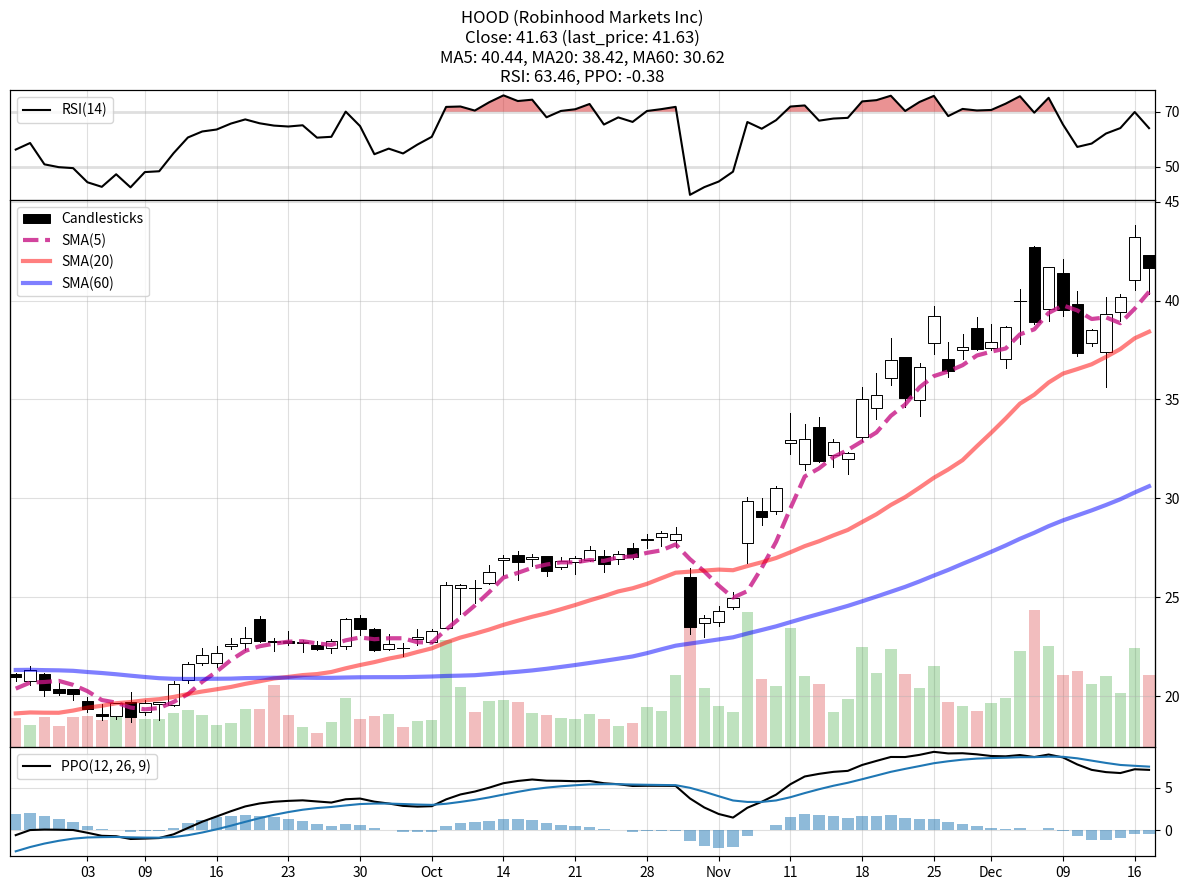 HOOD (Robinhood Markets Inc)
Close: 41.63 (last_price: 41.63)
MA5: 40.44, MA20: 38.42, MA60: 30.62
RSI: 63.46, PPO: -0.38
RSI(14)
70
50
Candlesticks
SMA(5)
SMA(20)
SMA(60)
45
40
35
30
25
20
PPO(12, 26, 9)
5
0
03 09 16 23 30 Oct 14 21 28 Nov 11 18 25 Dec 09 16